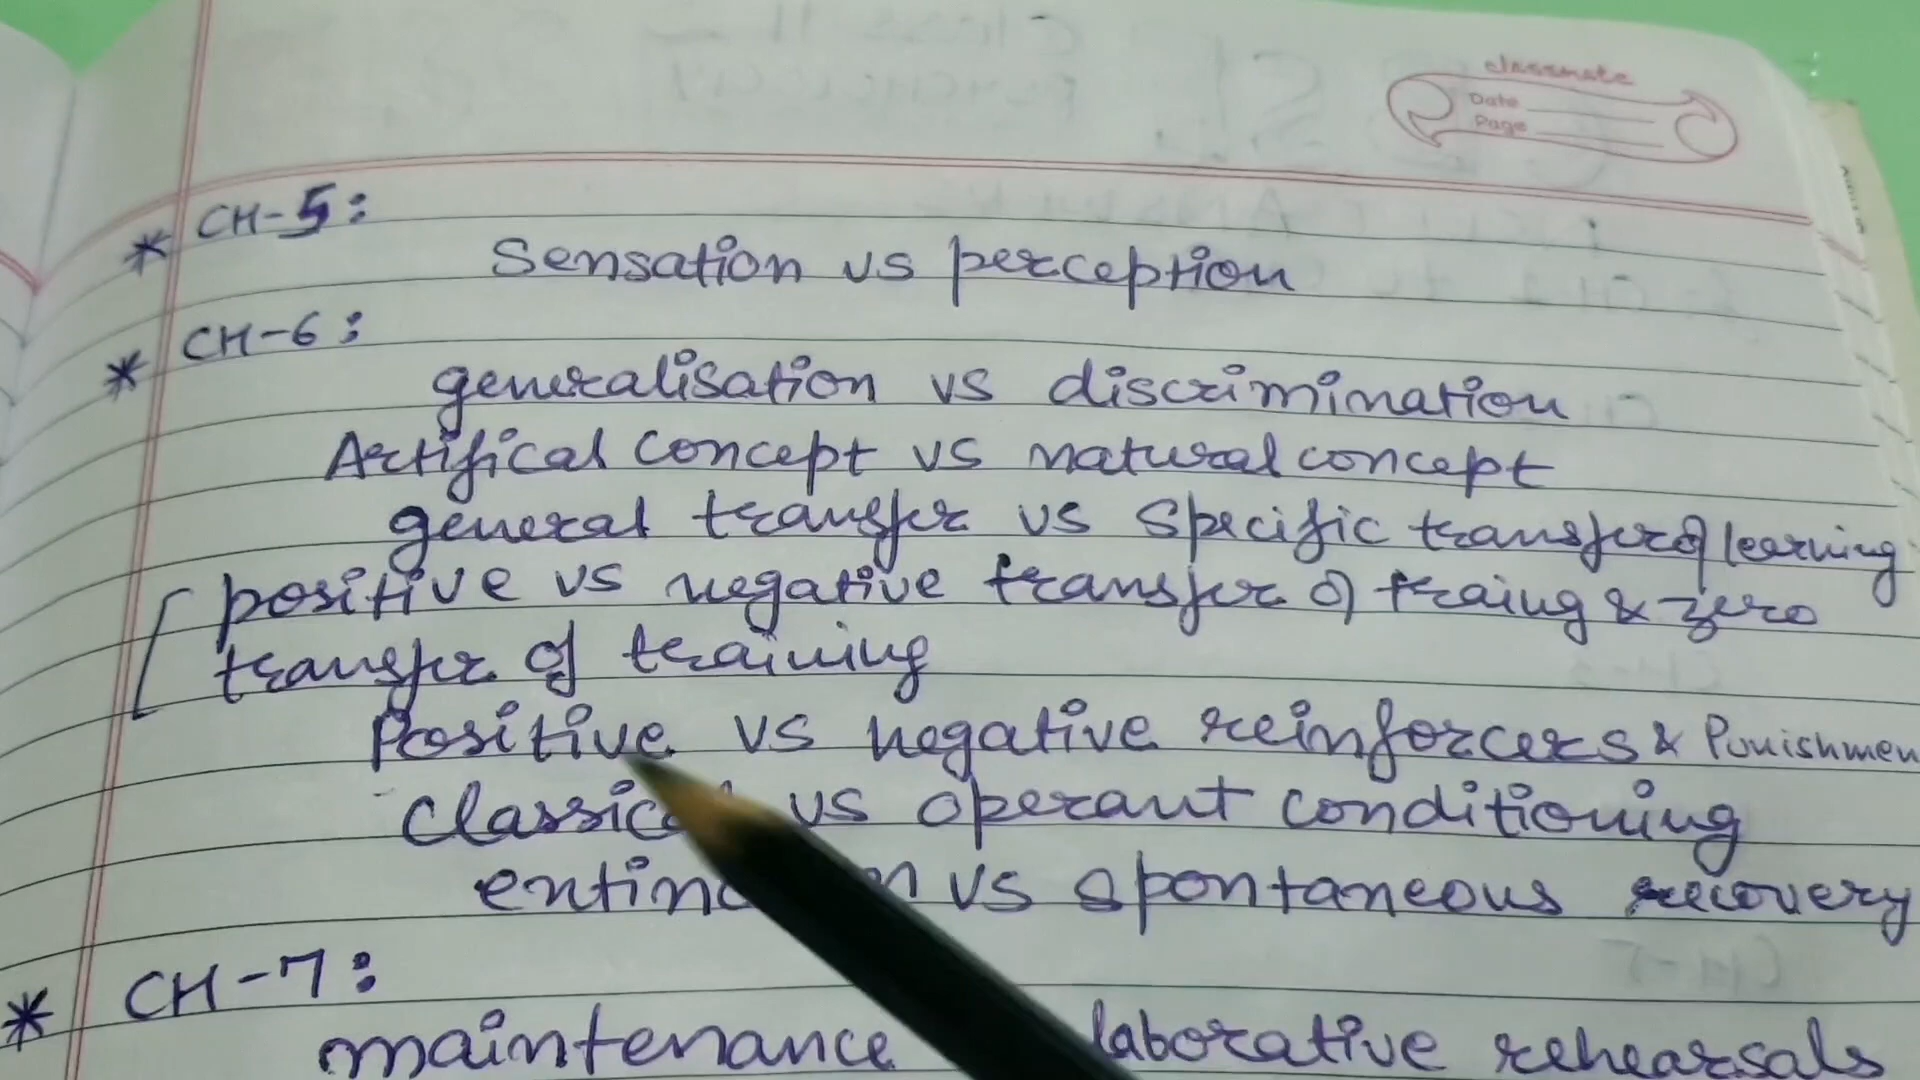 classmate
Date
Page
* CH-5:
Sensation vs perception
* CH-6:
generalisation vs discrimination
Artifical concept vs natural concept
general transfer vs specific transfer of learning
positive vs negative transfer of traing & zero
transfer of training
Positive vs negative reinforcers & Punishmen
classical vs operant conditioning
vs spontaneous recovery
* CH-7:
maintenance rehearsals